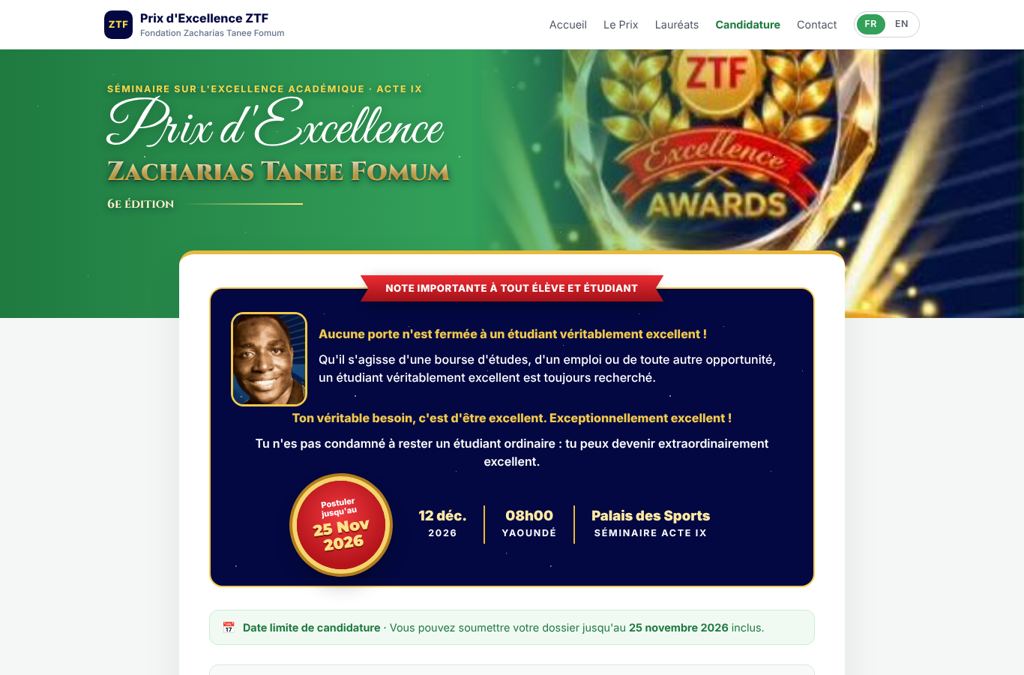 ZTF
Prix d'Excellence ZTF
Fondation Zacharias Tanee Fomum
Accueil
Le Prix
Lauréats
Candidature
Contact
FR
EN
SÉMINAIRE SUR L'EXCELLENCE ACADÉMIQUE · ACTE IX
Prix d'Excellence
Zacharias Tanee Fomum
6E ÉDITION
ZTF
Excellence
AWARDS
NOTE IMPORTANTE À TOUT ÉLÈVE ET ÉTUDIANT
Aucune porte n'est fermée à un étudiant véritablement excellent !
Qu'il s'agisse d'une bourse d'études, d'un emploi ou de toute autre opportunité,
un étudiant véritablement excellent est toujours recherché.
Ton véritable besoin, c'est d'être excellent. Exceptionnellement excellent !
Tu n'es pas condamné à rester un étudiant ordinaire : tu peux devenir extraordinairement
excellent.
Postuler
jusqu'au
25 Nov
2026
12 déc.
2026
08h00
YAOUNDÉ
Palais des Sports
SÉMINAIRE ACTE IX
Date limite de candidature · Vous pouvez soumettre votre dossier jusqu'au 25 novembre 2026 inclus.